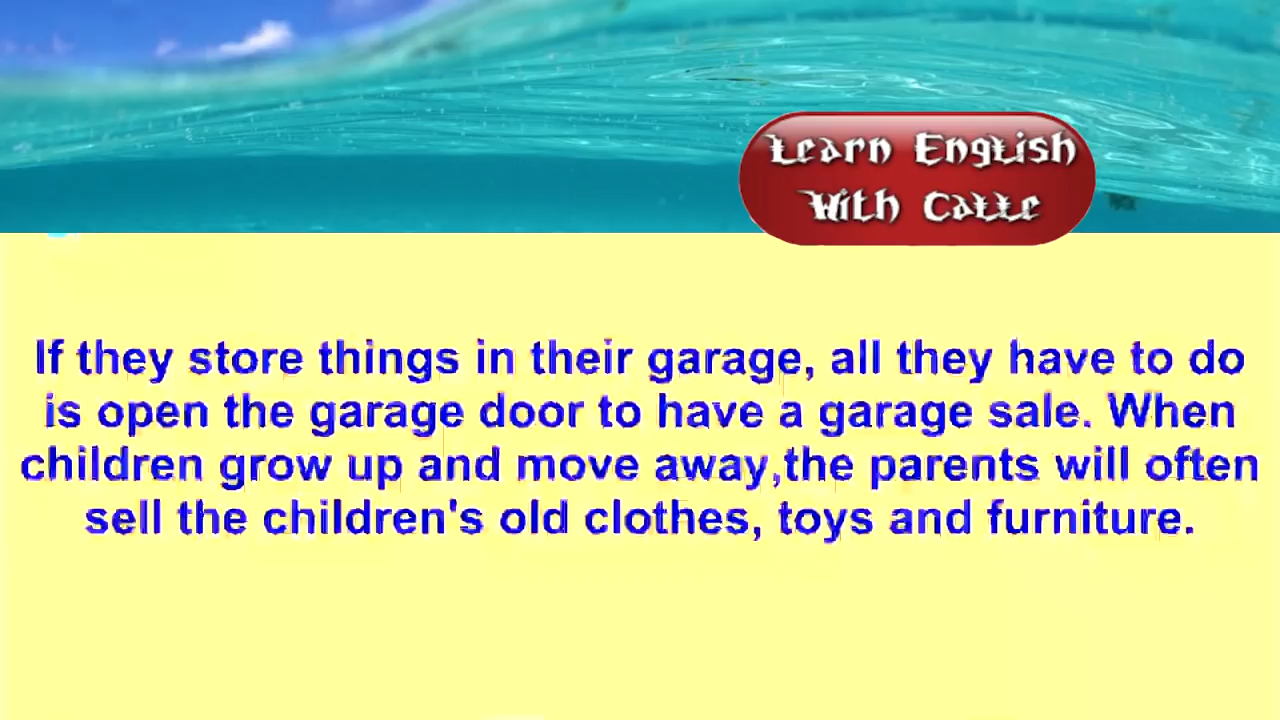 Learn English
With Calle
If they store things in their garage, all they have to do
is open the garage door to have a garage sale. When
children grow up and move away,the parents will often
sell the children's old clothes, toys and furniture.